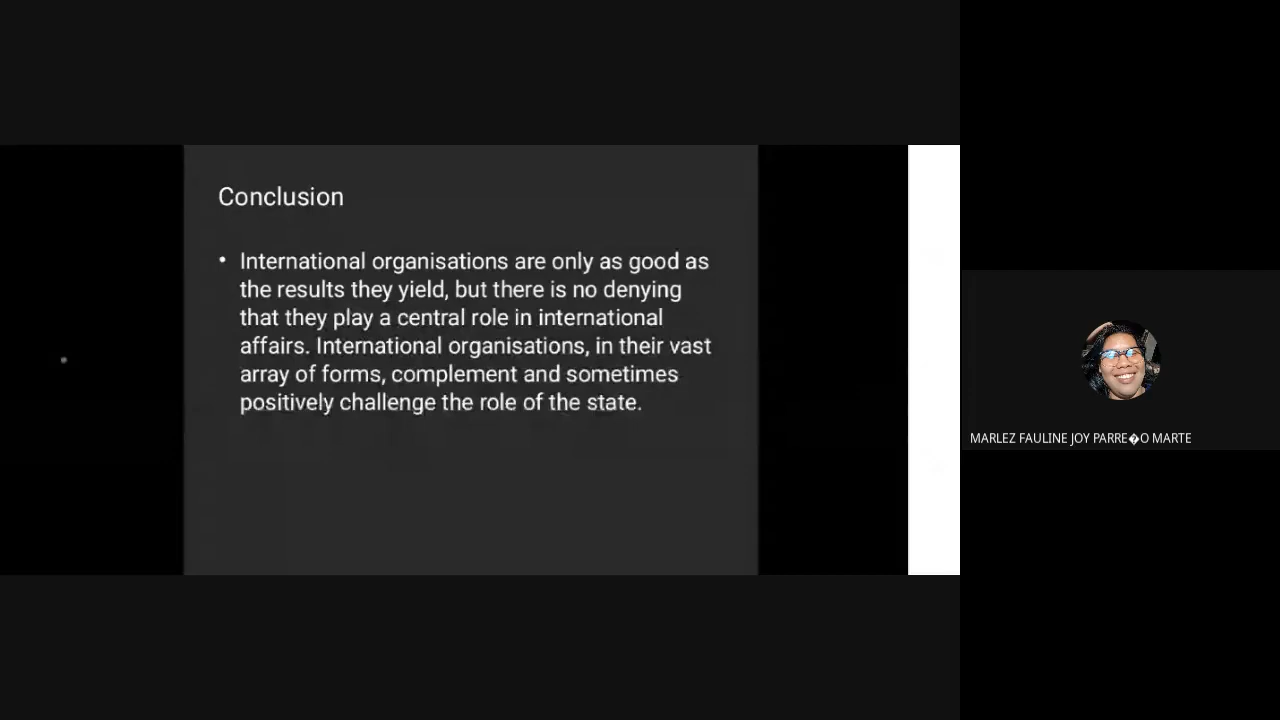 Conclusion
• International organisations are only as good as
the results they yield, but there is no denying
that they play a central role in international
affairs. International organisations, in their vast
array of forms, complement and sometimes
positively challenge the role of the state.
MARLEZ FAULINE JOY PARRE�O MARTE